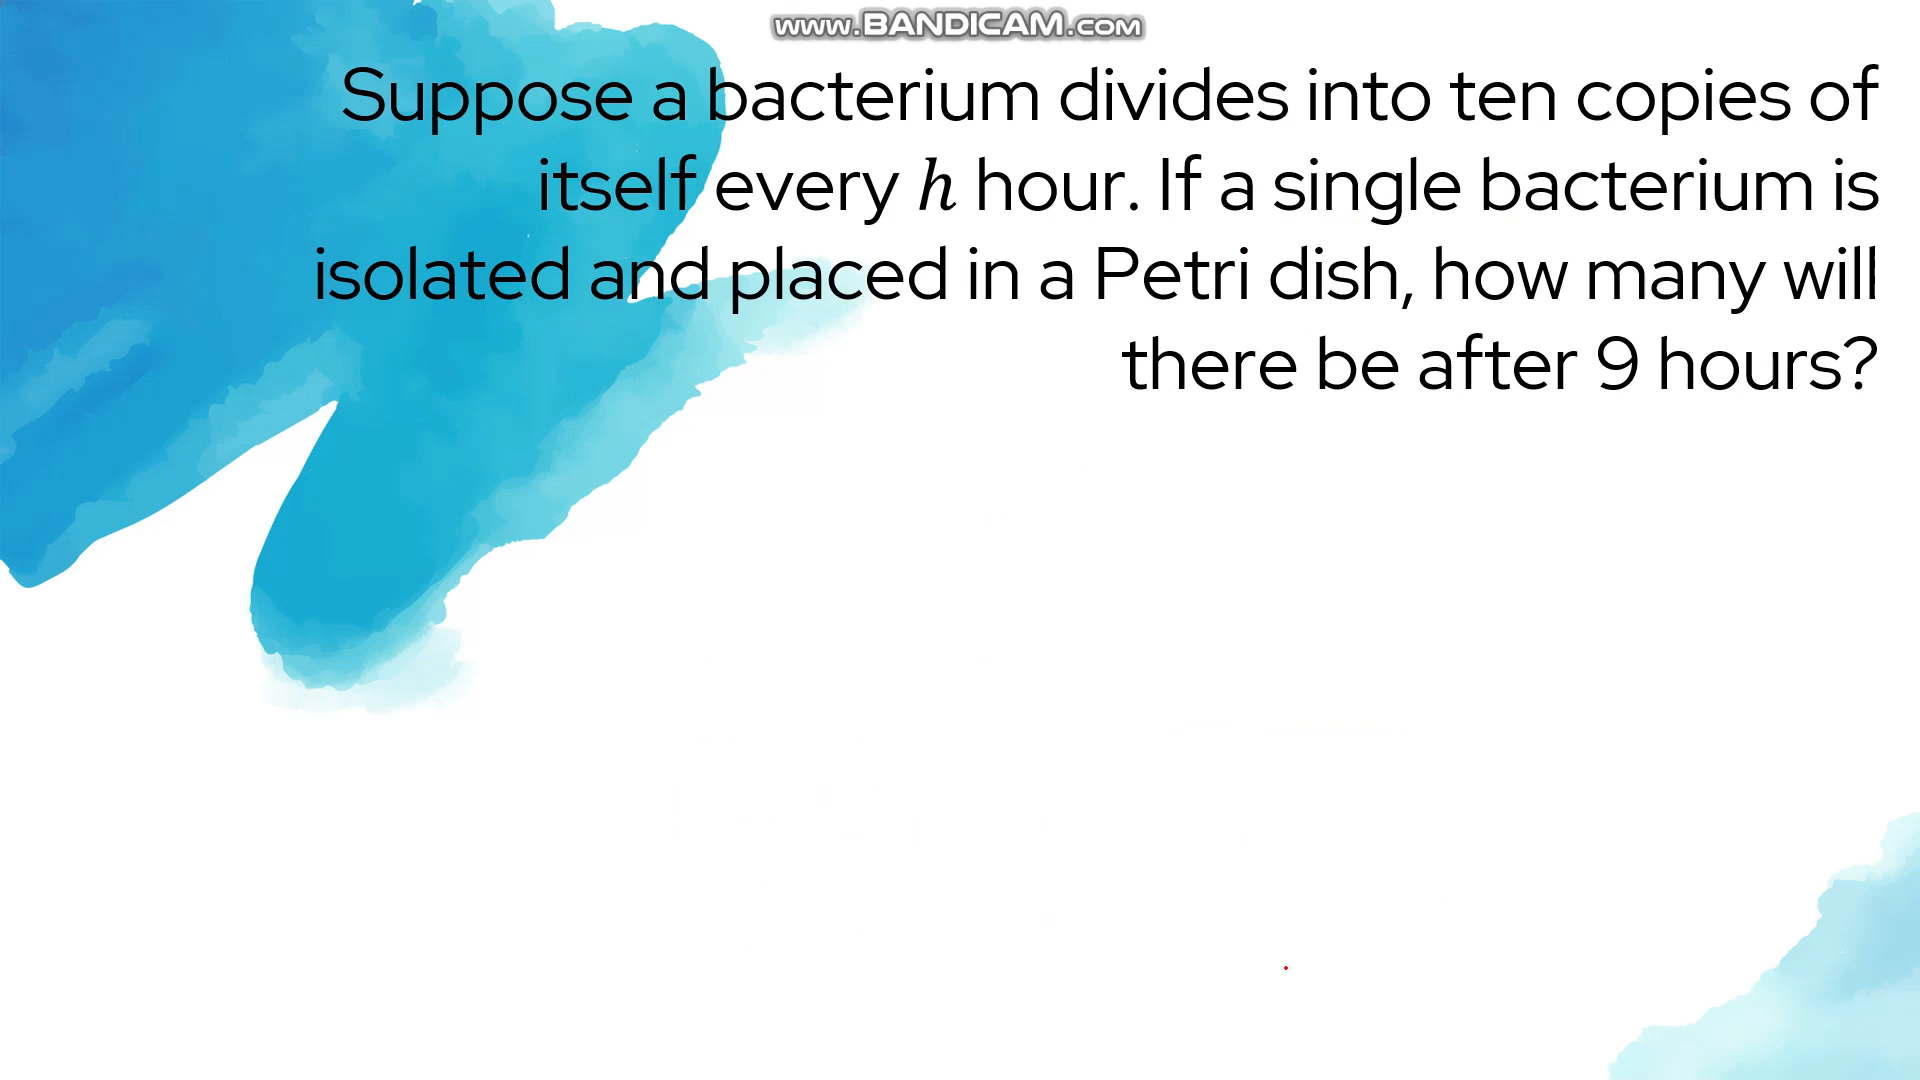 www.BANDICAM.com
Suppose a bacterium divides into ten copies of
itself every ℎ hour. If a single bacterium is
isolated and placed in a Petri dish, how many will
there be after 9 hours?